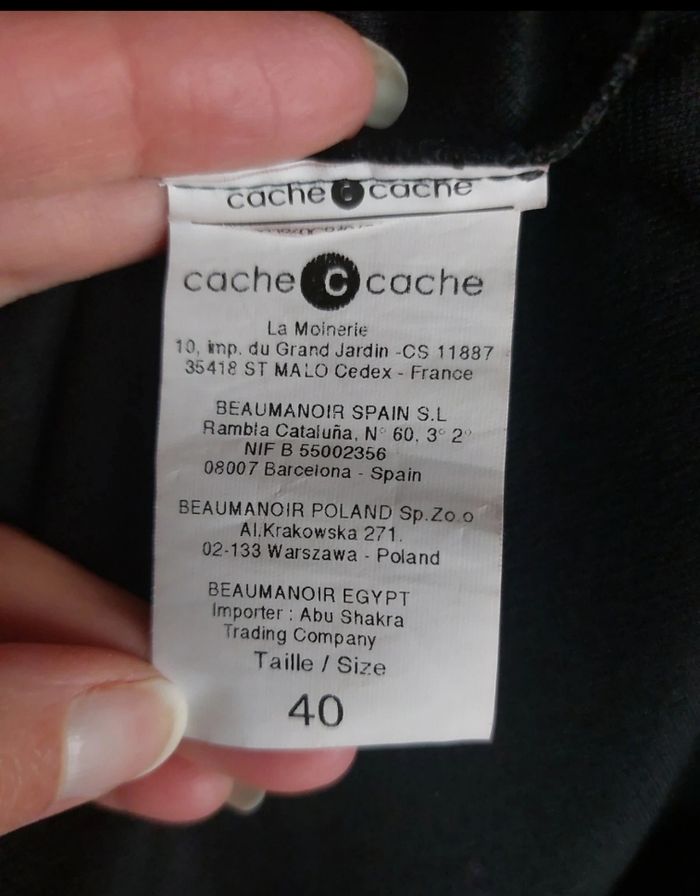 cache C cache
cache C cache
La Moinerie
10, imp. du Grand Jardin -CS 11887
35418 ST MALO Cedex - France
BEAUMANOIR SPAIN S.L
Rambla Cataluña, N° 60, 3° 2°
NIF B 55002356
08007 Barcelona - Spain
BEAUMANOIR POLAND Sp.Zo.o
Al.Krakowska 271.
02-133 Warszawa - Poland
BEAUMANOIR EGYPT
Importer : Abu Shakra
Trading Company
Taille / Size
40